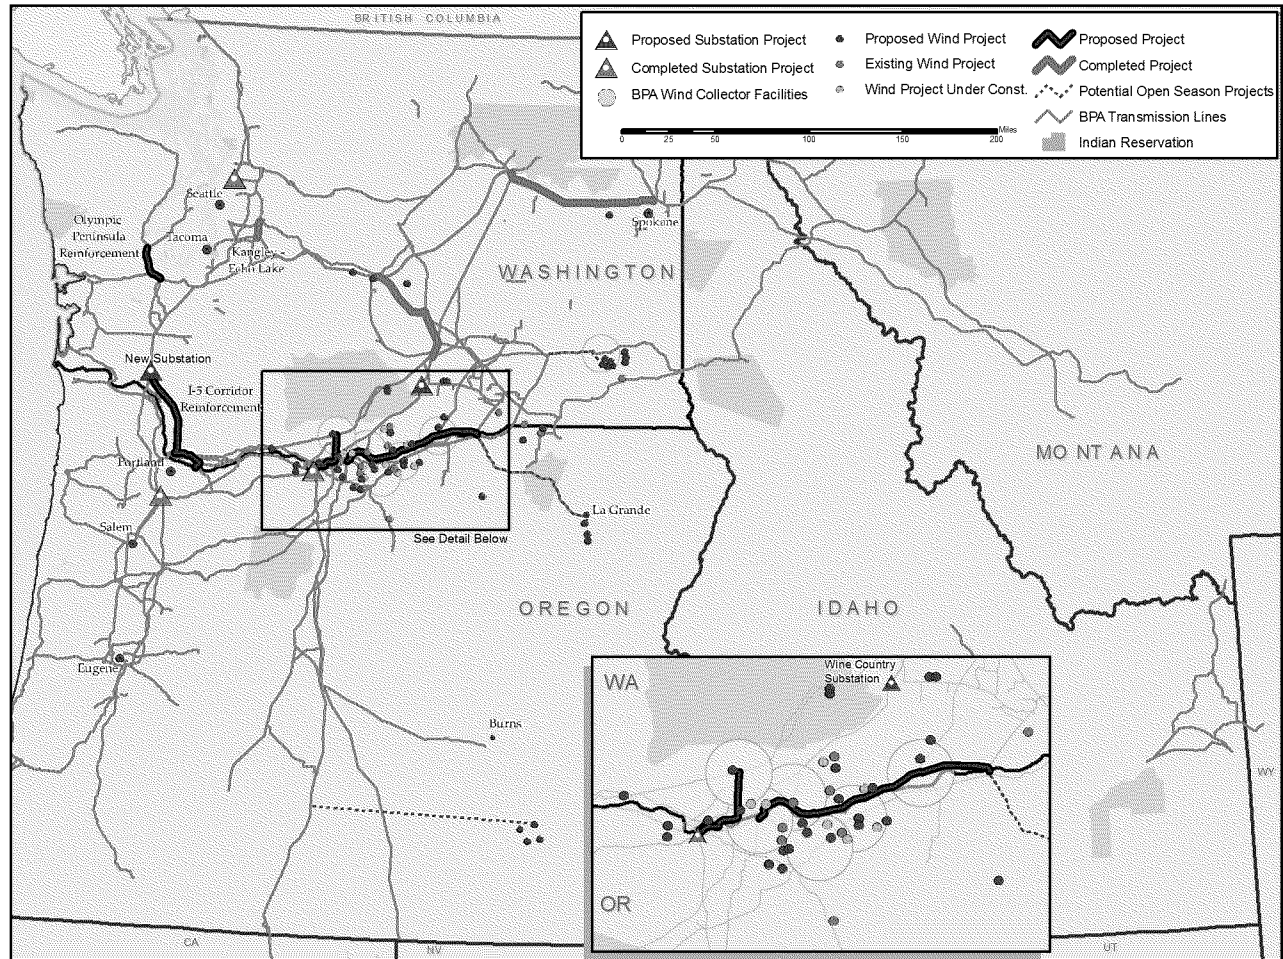 BRITISH COLUMBIA
Proposed Substation Project
Completed Substation Project
BPA Wind Collector Facilities
Proposed Wind Project
Existing Wind Project
Wind Project Under Const.
Proposed Project
Completed Project
Potential Open Season Projects
BPA Transmission Lines
Indian Reservation
Miles
0 25 50 100 150 200
Seattle
Olympic
Peninsula
Reinforcement
Tacoma
Kangley -
Echo Lake
Spokane
WASHINGTON
New Substation
I-5 Corridor
Reinforcement
Portland
MONTANA
La Grande
Salem
See Detail Below
OREGON
IDAHO
Eugene
Burns
WA
Wine Country
Substation
OR
WY
CA
NV
UT